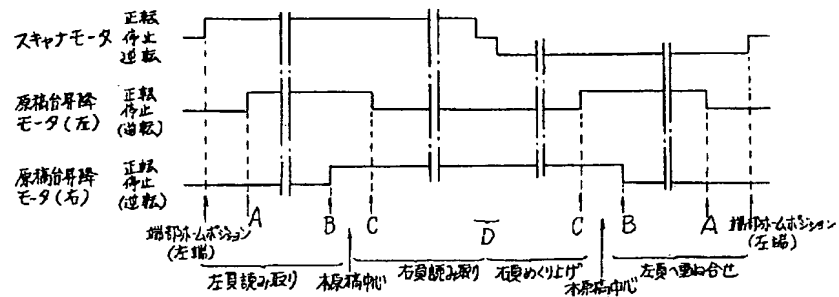 スキャナモータ
正転
停止
逆転
原稿台昇降
モータ(左)
正転
停止
(逆転)
原稿台昇降
モータ(右)
正転
停止
(逆転)
A
B
C
D
C
B
A
端部ホームポジション
(左端)
端部ホームポジション
(左端)
左頁読み取り
本原稿中心
右頁読み取り
右頁めくり上げ
本原稿中心
左頁へ重ね合せ